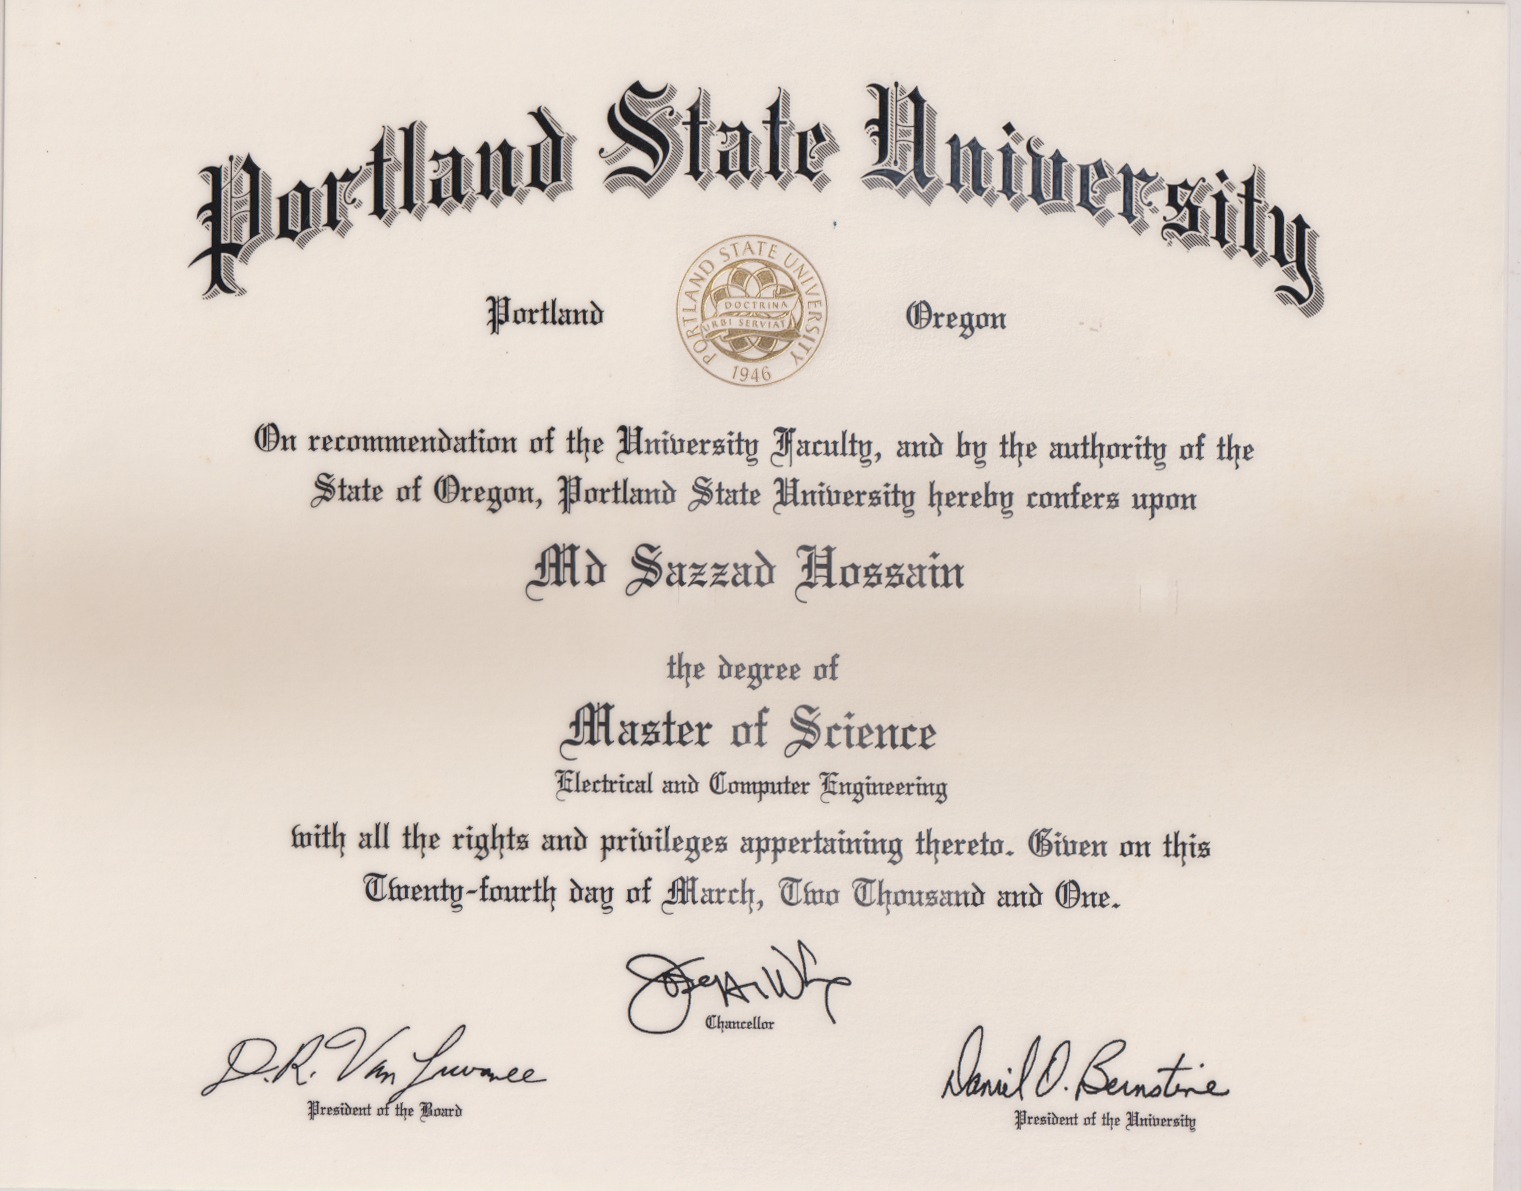 Portland State University
Portland
PORTLAND STATE UNIVERSITY
DOCTRINA
URBI SERVIAT
1946
Oregon
On recommendation of the University Faculty, and by the authority of the
State of Oregon, Portland State University hereby confers upon
Md Sazzad Hossain
the degree of
Master of Science
Electrical and Computer Engineering
with all the rights and privileges appertaining thereto. Given on this
Twenty-fourth day of March, Two Thousand and One.
Chancellor
D.R. Van
President of the Board
Daniel O. Bernstine
President of the University